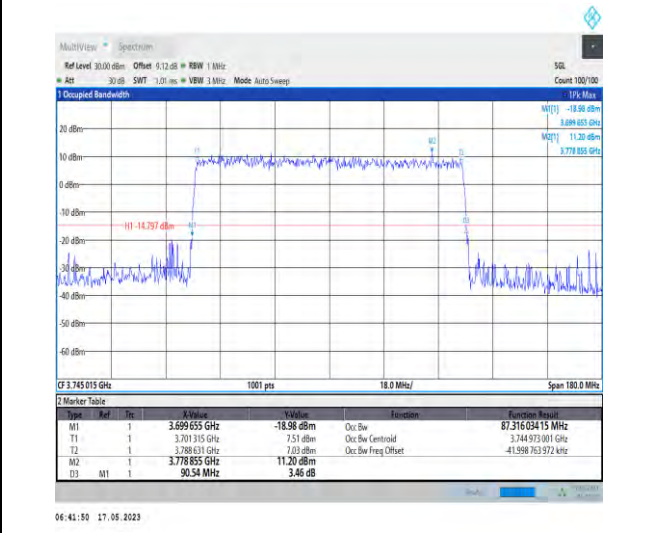 MultiView Spectrum
Ref Level 30.00 dBm Offset 9.12 dB RBW 1 MHz SGL
Att 30 dB SWT 1.01 ms VBW 3 MHz Mode Auto Sweep Count 100/100
1 Occupied Bandwidth 1Pk Max
M1[1] -18.98 dBm
3.699 655 GHz
20 dBm
M2[1] 11.20 dBm
3.778 855 GHz
M2
T1 T2
10 dBm
0 dBm
-10 dBm
H1 -14.797 dBm M1 D3
-20 dBm
-30 dBm
-40 dBm
-50 dBm
-60 dBm
CF 3.745 015 GHz 1001 pts 18.0 MHz/ Span 180.0 MHz
2 Marker Table
Type Ref Trc X-Value Y-Value Function Function Result
M1 1 3.699 655 GHz -18.98 dBm Occ Bw 87.316 034 15 MHz
T1 1 3.701 315 GHz 7.51 dBm Occ Bw Centroid 3.744 973 001 GHz
T2 1 3.788 631 GHz 7.03 dBm Occ Bw Freq Offset -41.998 763 972 kHz
M2 1 3.778 855 GHz 11.20 dBm
D3 M1 1 90.54 MHz 3.46 dB
06:41:50 17.05.2023